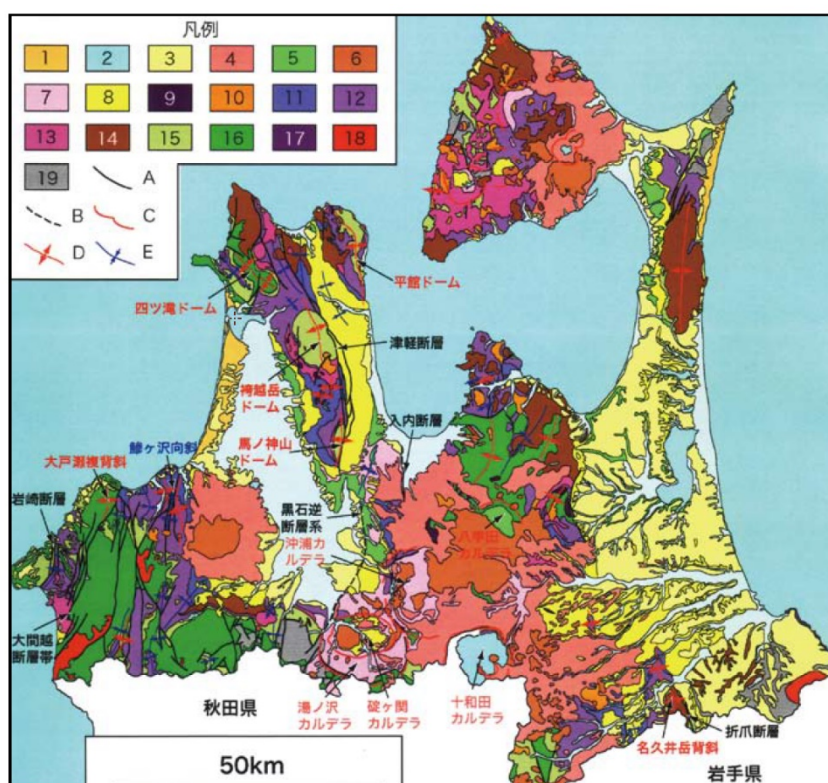 凡例
1 2 3 4 5 6
7 8 9 10 11 12
13 14 15 16 17 18
19 A
B C
D E
四ツ滝ドーム
平館ドーム
津軽断層
袴越岳
ドーム
馬ノ神山
ドーム
入内断層
鰺ヶ沢向斜
大戸瀬複背斜
岩崎断層
黒石逆
断層系
沖浦カ
ルデラ
八甲田
カルデラ
大間越
断層帯
秋田県
湯ノ沢
カルデラ
碇ヶ関
カルデラ
十和田
カルデラ
折爪断層
名久井岳背斜
岩手県
50km